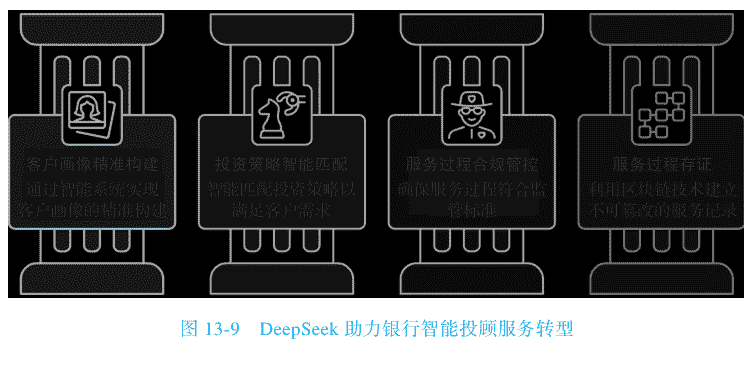 客户画像精准构建
通过智能系统实现
客户画像的精准构建
投资策略智能匹配
智能匹配投资策略以
满足客户需求
服务过程合规管控
确保服务过程符合监
管标准
服务过程存证
利用区块链技术建立
不可篡改的服务记录
图 13-9 DeepSeek 助力银行智能投顾服务转型